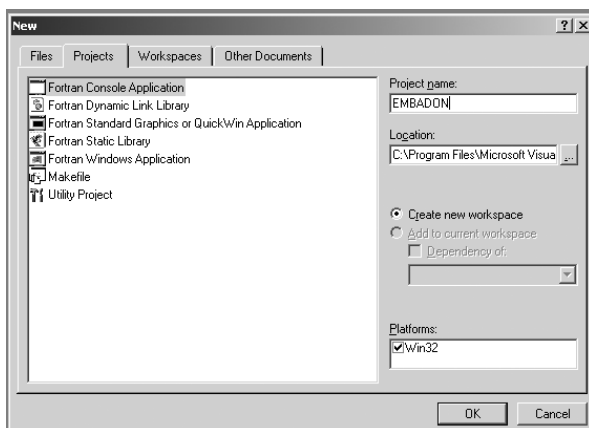 New
Files Projects Workspaces Other Documents
Fortran Console Application
Fortran Dynamic Link Library
Fortran Standard Graphics or QuickWin Application
Fortran Static Library
Fortran Windows Application
Makefile
Utility Project
Project name:
EMBADON
Location:
C:\Program Files\Microsoft Visua ...
Create new workspace
Add to current workspace
Dependency of:
Platforms:
Win32
OK Cancel